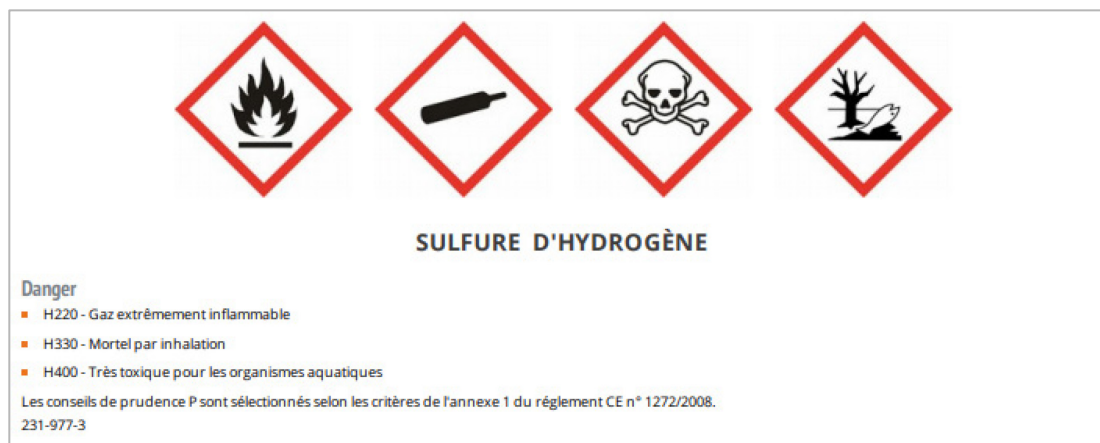 SULFURE D'HYDROGÈNE
Danger
H220 - Gaz extrêmement inflammable
H330 - Mortel par inhalation
H400 - Très toxique pour les organismes aquatiques
Les conseils de prudence P sont sélectionnés selon les critères de l'annexe 1 du réglement CE n° 1272/2008.
231-977-3